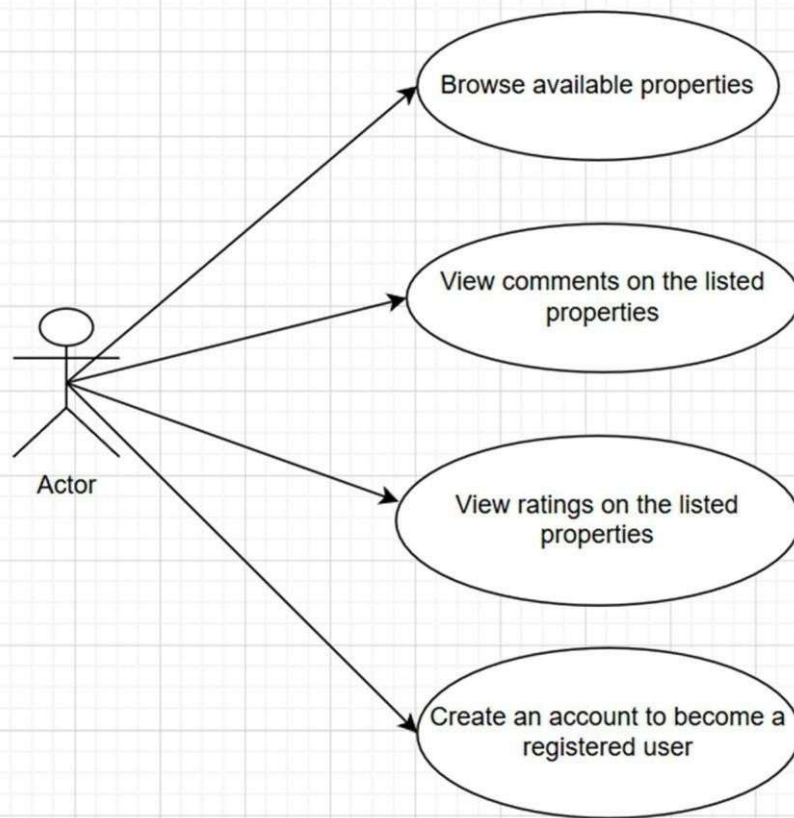 Browse available properties
View comments on the listed
properties
Actor
View ratings on the listed
properties
Create an account to become a
registered user